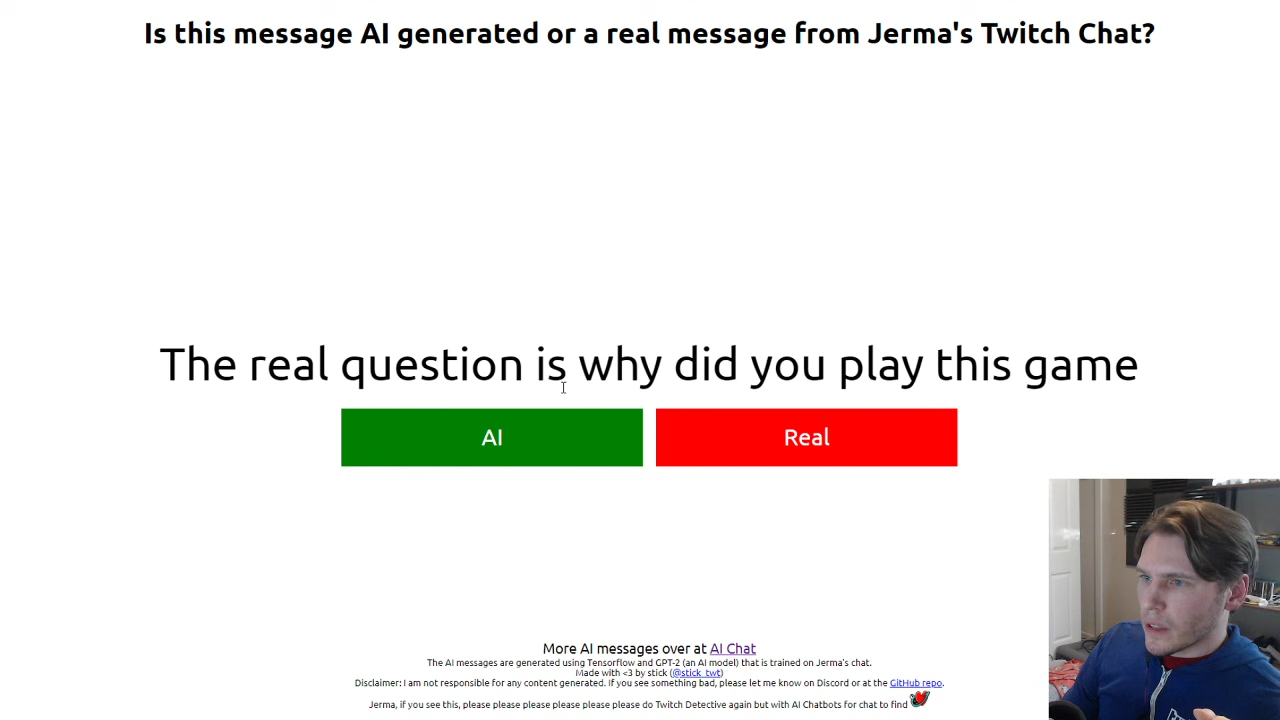 Is this message AI generated or a real message from Jerma's Twitch Chat?
The real question is why did you play this game
AI
Real
More AI messages over at AI Chat
The AI messages are generated using Tensorflow and GPT-2 (an AI model) that is trained on Jerma's chat.
Made with <3 by stick (@stick_twt)
Disclaimer: I am not responsible for any content generated. If you see something bad, please let me know on Discord or at the GitHub repo.
Jerma, if you see this, please please please please please please do Twitch Detective again but with AI Chatbots for chat to find